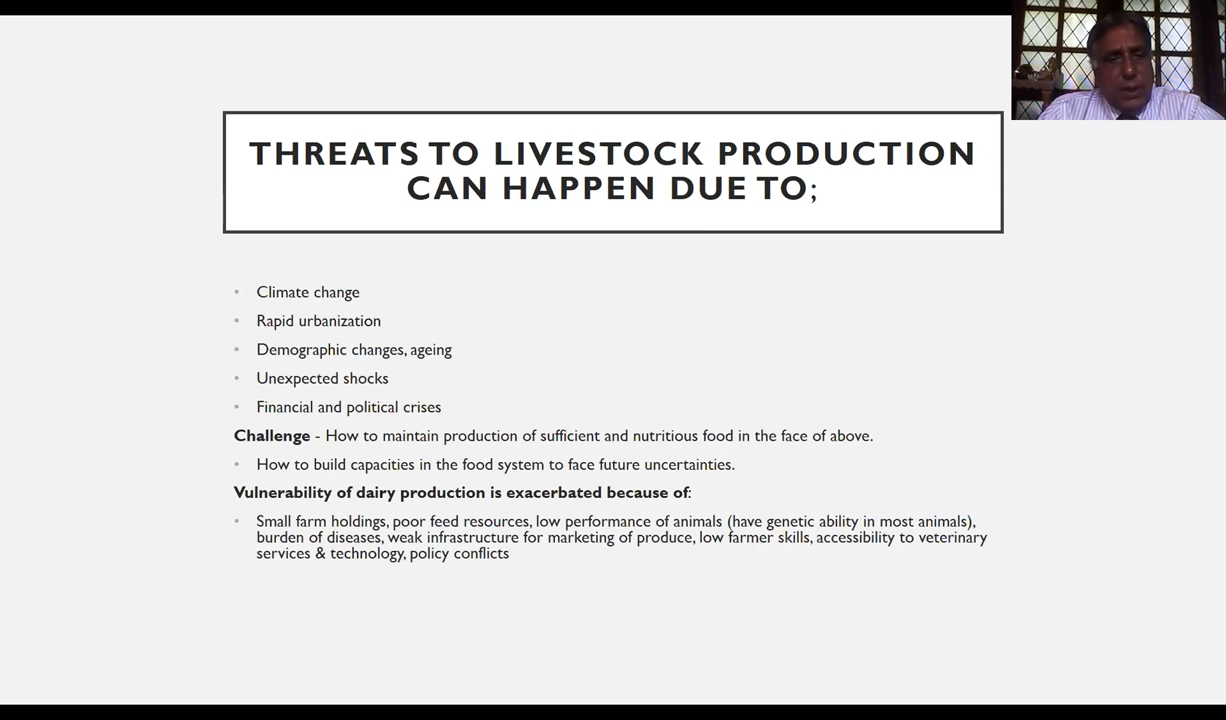 THREATS TO LIVESTOCK PRODUCTION
CAN HAPPEN DUE TO;
• Climate change
• Rapid urbanization
• Demographic changes, ageing
• Unexpected shocks
• Financial and political crises
Challenge - How to maintain production of sufficient and nutritious food in the face of above.
• How to build capacities in the food system to face future uncertainties.
Vulnerability of dairy production is exacerbated because of:
• Small farm holdings, poor feed resources, low performance of animals (have genetic ability in most animals),
burden of diseases, weak infrastructure for marketing of produce, low farmer skills, accessibility to veterinary
services & technology, policy conflicts